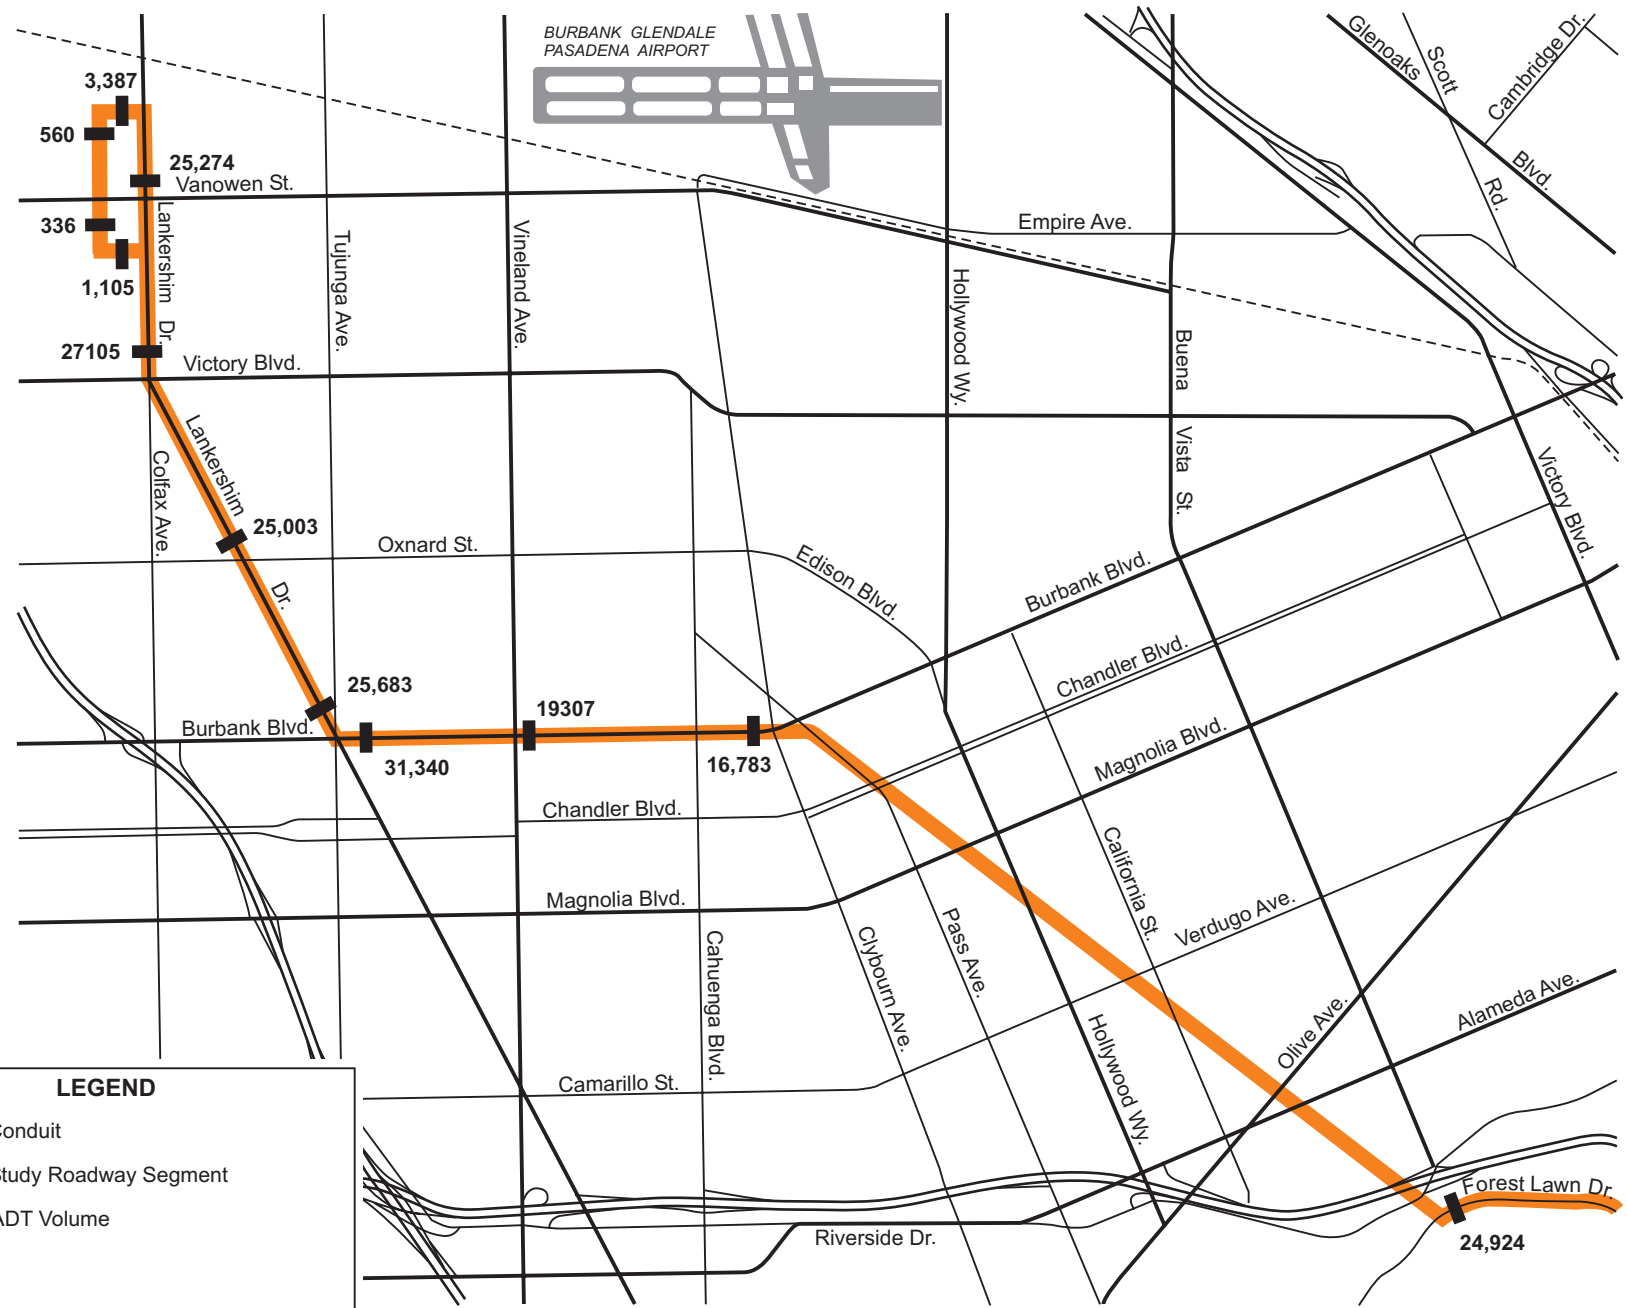 BURBANK GLENDALE
PASADENA AIRPORT
Glenoaks
Blvd.
Scott
Rd.
Cambridge Dr.
3,387
560
25,274
Vanowen St.
336
1,105
Lankershim
Dr.
27105
Victory Blvd.
Tujunga Ave.
Vineland Ave.
Empire Ave.
Hollywood Wy.
Buena
Vista
St.
Lankershim
Dr.
Colfax Ave.
25,003
Oxnard St.
Edison Blvd.
Burbank Blvd.
Victory Blvd.
Chandler Blvd.
25,683
Burbank Blvd.
31,340
19307
16,783
Magnolia Blvd.
Chandler Blvd.
Magnolia Blvd.
California St.
Verdugo Ave.
Cahuenga Blvd.
Clybourn Ave.
Pass Ave.
Hollywood Wy.
Olive Ave.
Alameda Ave.
Camarillo St.
Riverside Dr.
Forest Lawn Dr.
24,924
LEGEND
Conduit
Study Roadway Segment
ADT Volume